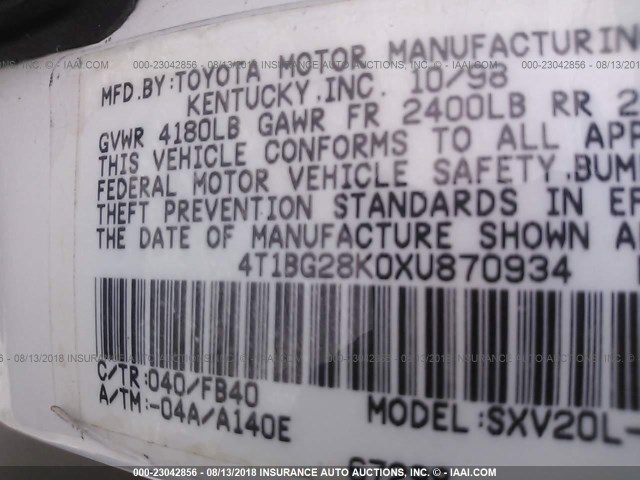 000-23042856 - 08/13/2018 INSURANCE AUTO AUCTIONS INC. - © IAAI.COM
MFD.BY:TOYOTA MOTOR MANUFACTURING
KENTUCKY,INC. 10/98
GVWR 4180LB GAWR FR 2400LB RR 2
THIS VEHICLE CONFORMS TO ALL APP
FEDERAL MOTOR VEHICLE SAFETY,BUM
THEFT PREVENTION STANDARDS IN EF
THE DATE OF MANUFACTURE SHOWN A
4T1BG28K0XU870934
C/TR:040/FB40
A/TM:-04A/A140E
MODEL:SXV20L-
000-23042856 - 08/13/2018 INSURANCE AUTO AUCTIONS INC. - © IAAI.COM